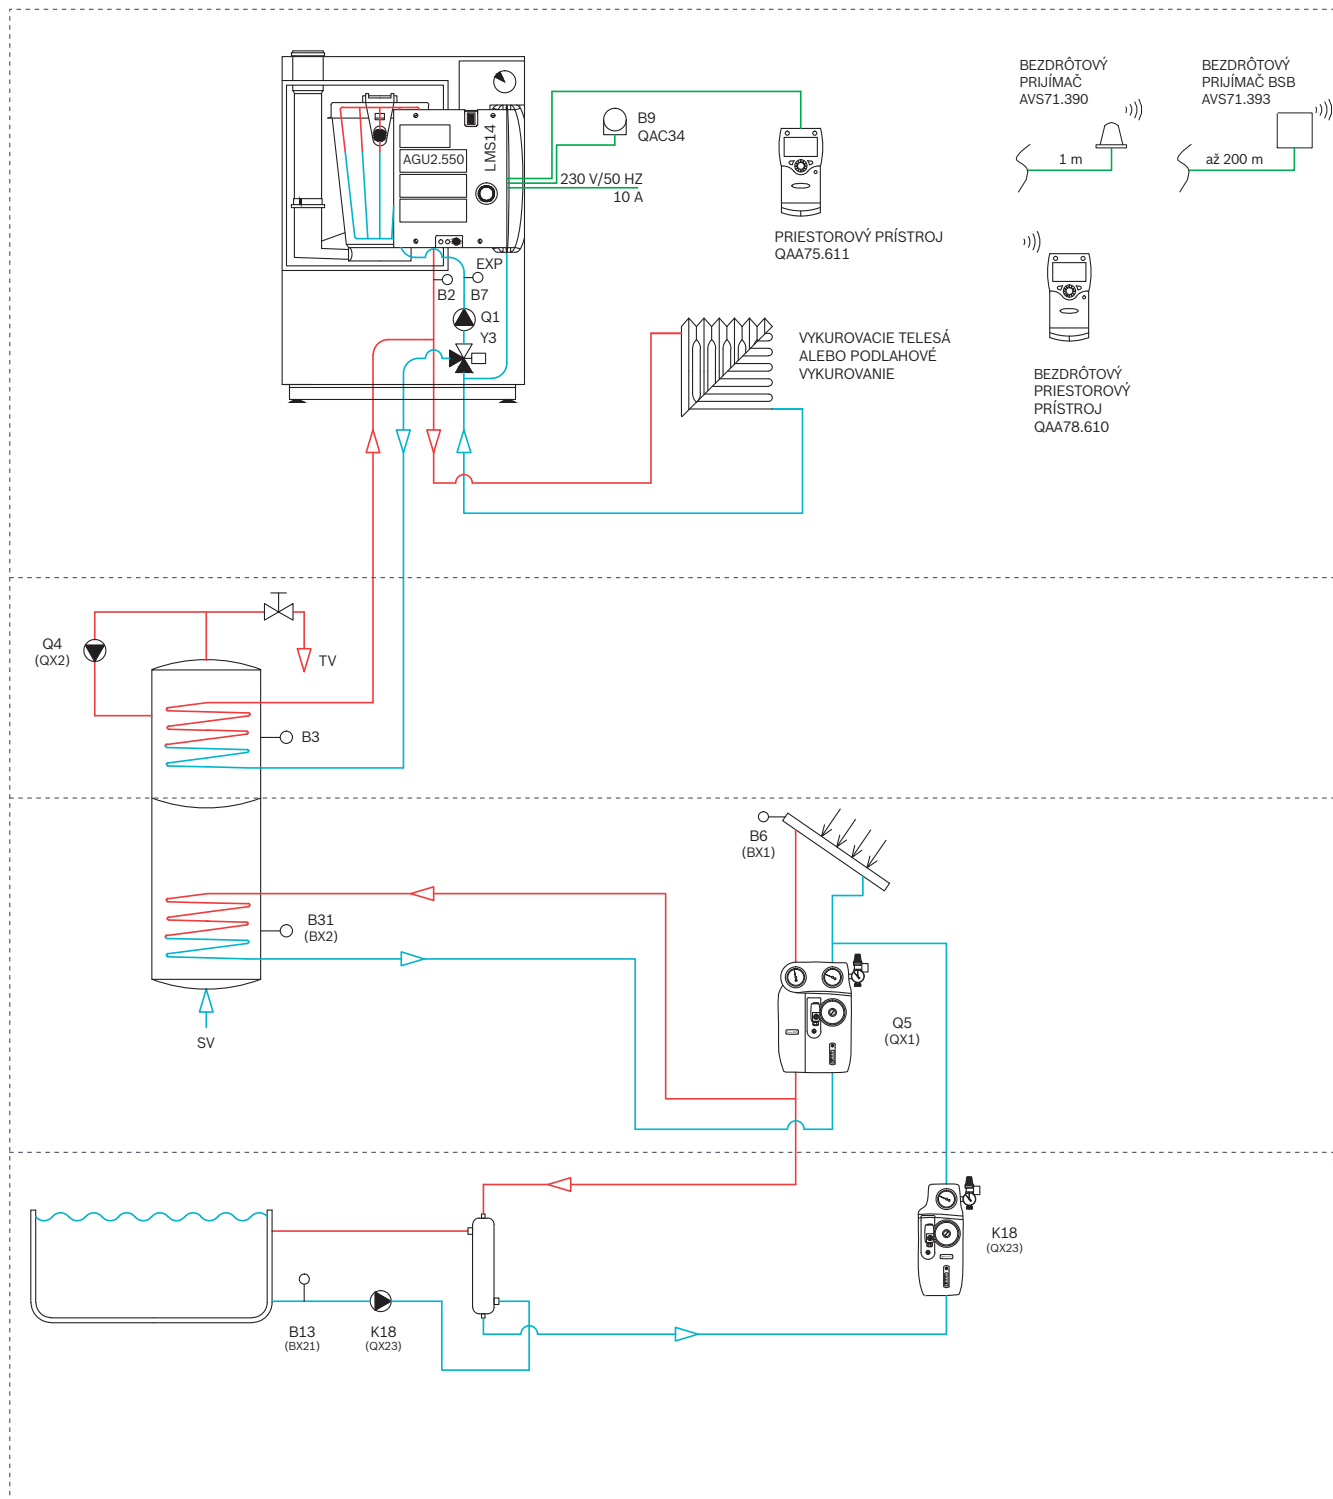 BEZDRÔTOVÝ
PRIJÍMAČ
AVS71.390
BEZDRÔTOVÝ
PRIJÍMAČ BSB
AVS71.393
1 m
až 200 m
B9
QAC34
LMS14
AGU2.550
230 V/50 HZ
10 A
PRIESTOROVÝ PRÍSTROJ
QAA75.611
EXP
B2
B7
Q1
Y3
VYKUROVACIE TELESÁ
ALEBO PODLAHOVÉ
VYKUROVANIE
BEZDRÔTOVÝ
PRIESTOROVÝ
PRÍSTROJ
QAA78.610
Q4
(QX2)
TV
B3
B6
(BX1)
B31
(BX2)
Q5
(QX1)
SV
K18
(QX23)
B13
(BX21)
K18
(QX23)